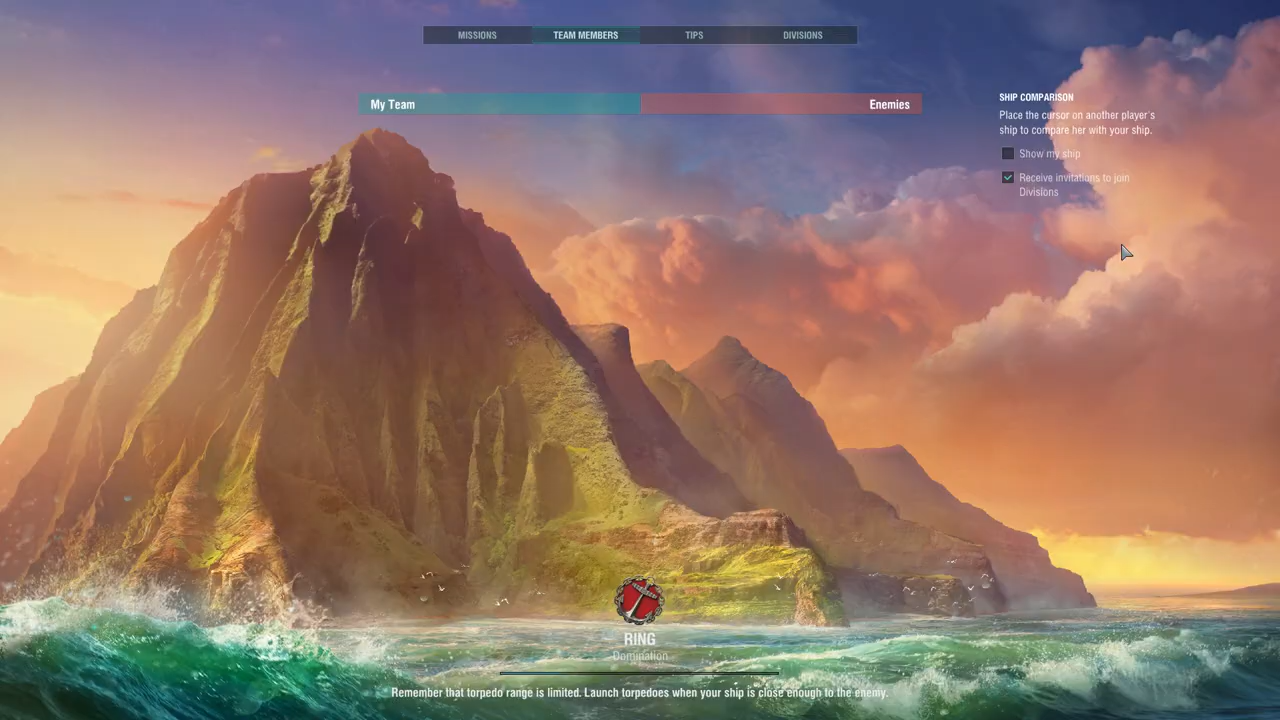 MISSIONS
TEAM MEMBERS
TIPS
DIVISIONS
My Team
Enemies
SHIP COMPARISON
Place the cursor on another player's
ship to compare her with your ship.
Show my ship
Receive invitations to join
Divisions
RING
Domination
Remember that torpedo range is limited. Launch torpedoes when your ship is close enough to the enemy.